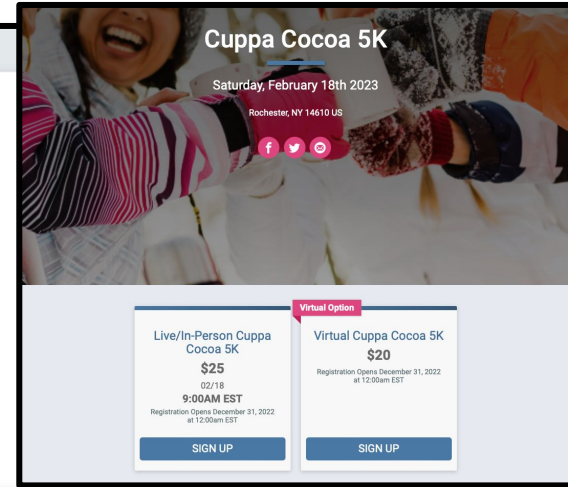 Cuppa Cocoa 5K
Saturday, February 18th 2023
Rochester, NY 14610 US
Virtual Option
Live/In-Person Cuppa
Cocoa 5K
$25
02/18
9:00AM EST
Registration Opens December 31, 2022
at 12:00am EST
SIGN UP
Virtual Cuppa Cocoa 5K
$20
Registration Opens December 31, 2022
at 12:00am EST
SIGN UP